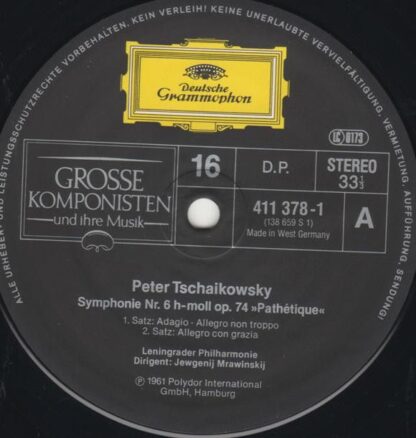 ALLE URHEBER- UND LEISTUNGSSCHUTZRECHTE VORBEHALTEN. KEIN VERLEIH! KEINE UNERLAUBTE VERVIELFÄLTIGUNG, VERMIETUNG, AUFFÜHRUNG, SENDUNG!
Deutsche
Grammophon
LC 0173
GROSSE
KOMPONISTEN
und ihre Musik
16
D.P.
STEREO
33⅓
411 378-1
(138 659 S 1)
Made in West Germany
A
Peter Tschaikowsky
Symphonie Nr. 6 h-moll op. 74 »Pathétique«
1. Satz: Adagio - Allegro non troppo
2. Satz: Allegro con grazia
Leningrader Philharmonie
Dirigent: Jewgenij Mrawinskij
Ⓟ 1961 Polydor International
GmbH, Hamburg